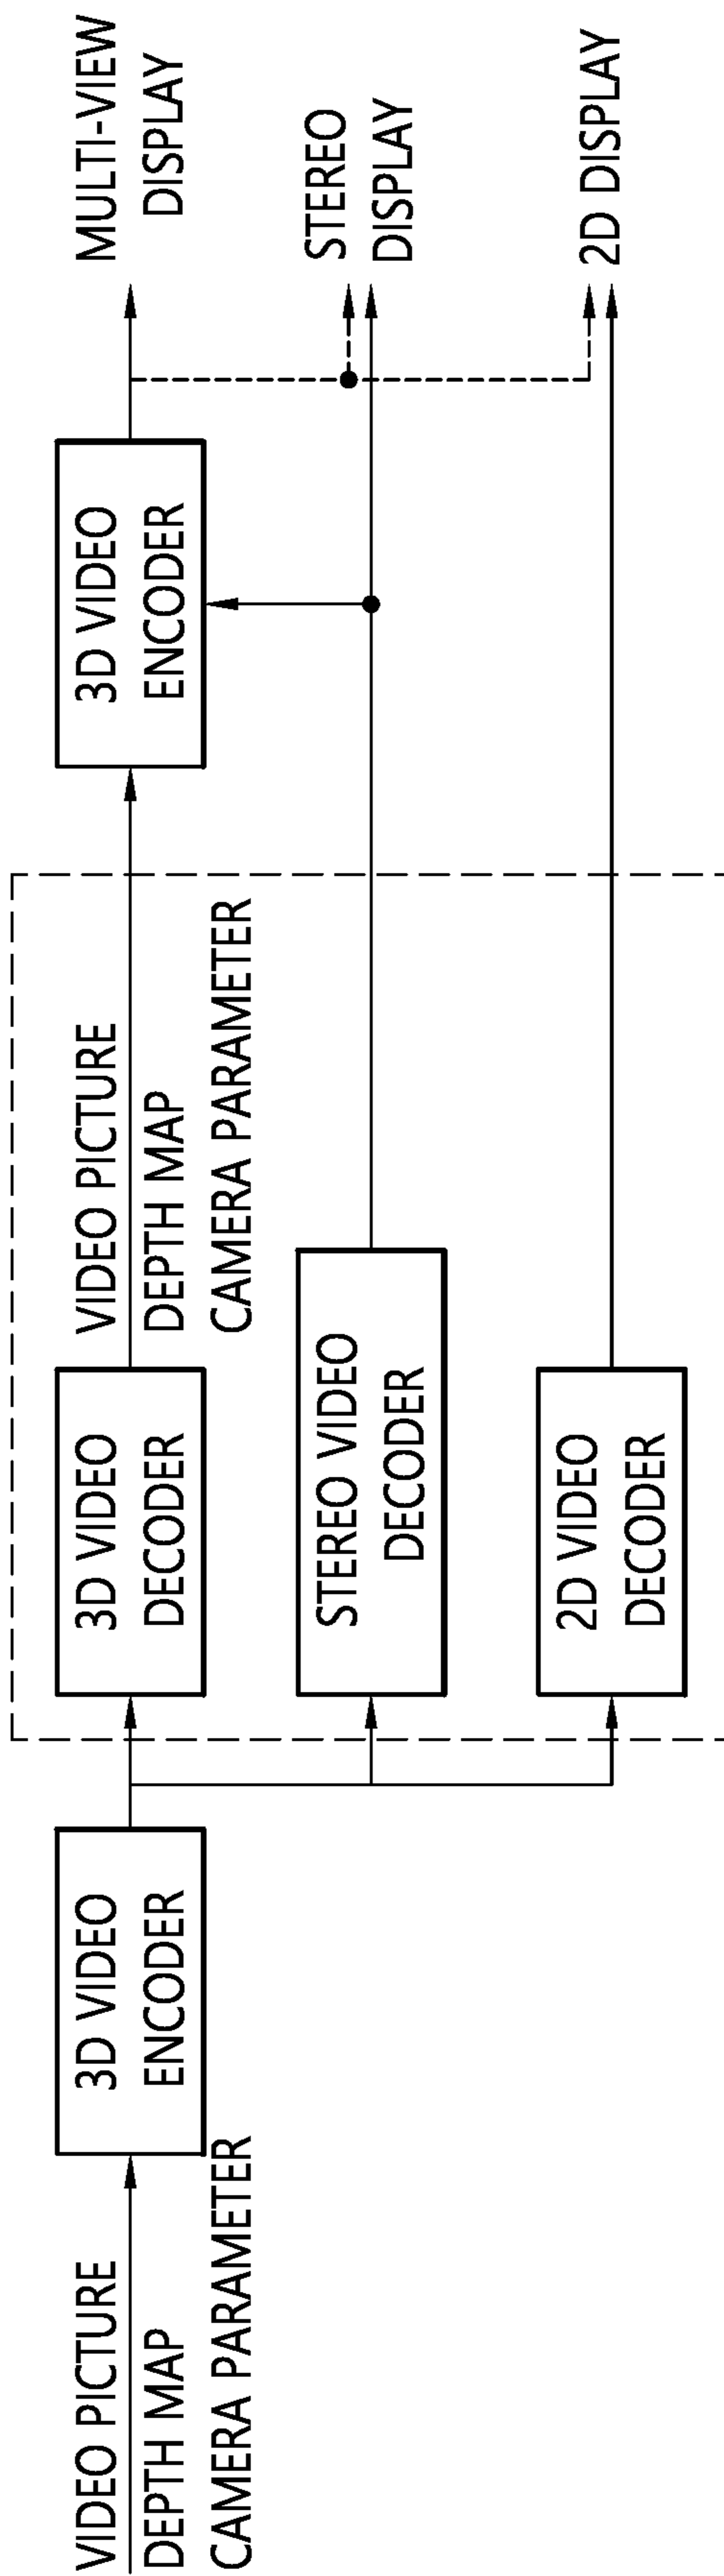 VIDEO PICTURE
DEPTH MAP
CAMERA PARAMETER
3D VIDEO
ENCODER
3D VIDEO
DECODER
VIDEO PICTURE
DEPTH MAP
CAMERA PARAMETER
3D VIDEO
ENCODER
MULTI-VIEW
DISPLAY
STEREO VIDEO
DECODER
STEREO
DISPLAY
2D VIDEO
DECODER
2D DISPLAY